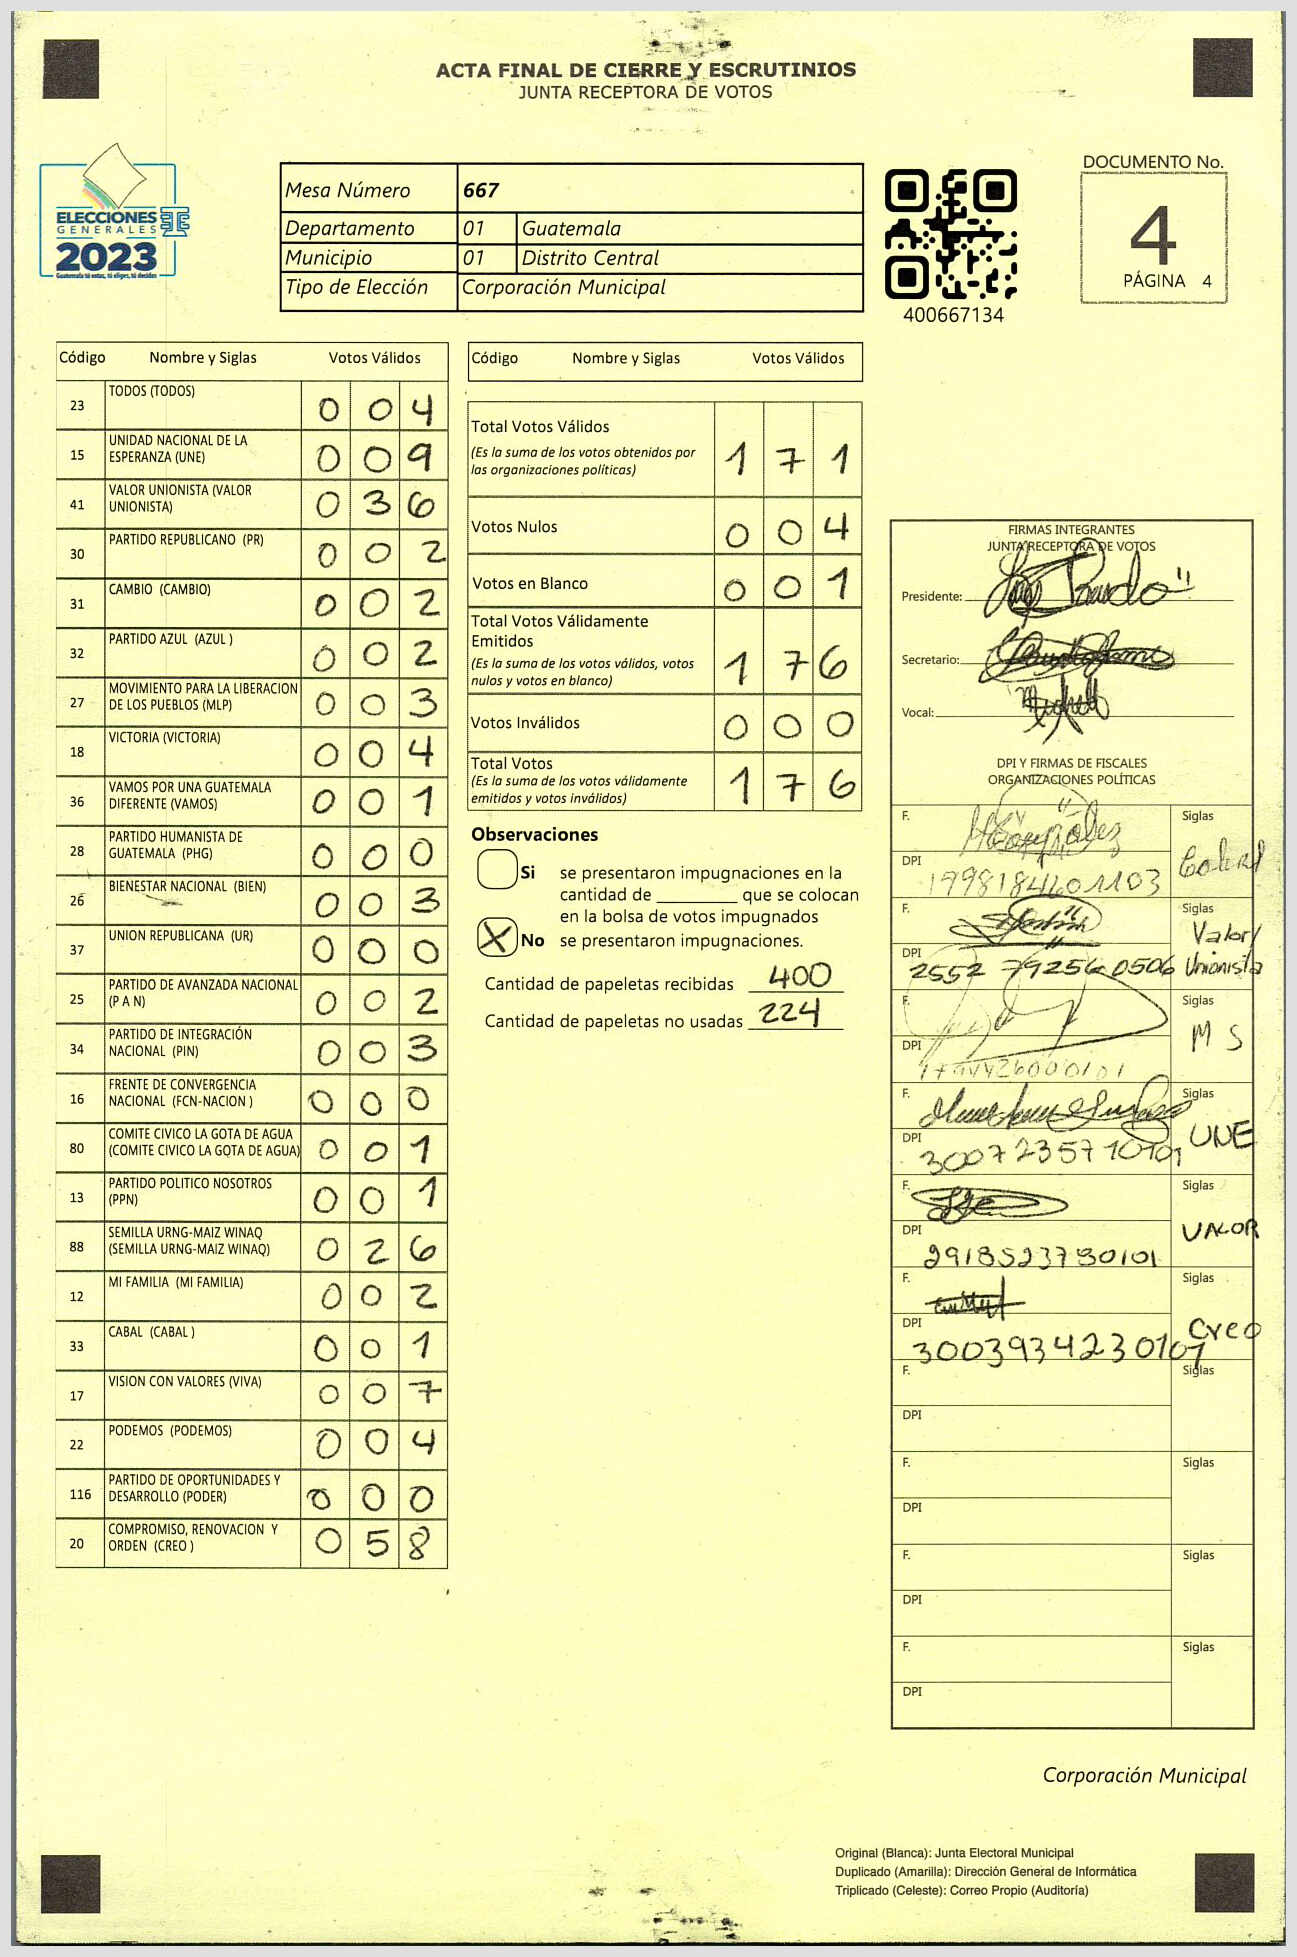 ACTA FINAL DE CIERRE Y ESCRUTINIOS
JUNTA RECEPTORA DE VOTOS
ELECCIONES
GENERALES
2023
Guatemala tú votas, tú eliges, tú decides
Mesa Número 667
Departamento 01 Guatemala
Municipio 01 Distrito Central
Tipo de Elección Corporación Municipal
400667134
DOCUMENTO No.
4
PÁGINA 4
Código Nombre y Siglas Votos Válidos
23 TODOS (TODOS) 0 0 4
15 UNIDAD NACIONAL DE LA ESPERANZA (UNE) 0 0 9
41 VALOR UNIONISTA (VALOR UNIONISTA) 0 3 6
30 PARTIDO REPUBLICANO (PR) 0 0 2
31 CAMBIO (CAMBIO) 0 0 2
32 PARTIDO AZUL (AZUL ) 0 0 2
27 MOVIMIENTO PARA LA LIBERACION DE LOS PUEBLOS (MLP) 0 0 3
18 VICTORIA (VICTORIA) 0 0 4
36 VAMOS POR UNA GUATEMALA DIFERENTE (VAMOS) 0 0 1
28 PARTIDO HUMANISTA DE GUATEMALA (PHG) 0 0 0
26 BIENESTAR NACIONAL (BIEN) 0 0 3
37 UNION REPUBLICANA (UR) 0 0 0
25 PARTIDO DE AVANZADA NACIONAL (P A N) 0 0 2
34 PARTIDO DE INTEGRACIÓN NACIONAL (PIN) 0 0 3
16 FRENTE DE CONVERGENCIA NACIONAL (FCN-NACION ) 0 0 0
80 COMITE CIVICO LA GOTA DE AGUA (COMITE CIVICO LA GOTA DE AGUA) 0 0 1
13 PARTIDO POLITICO NOSOTROS (PPN) 0 0 1
88 SEMILLA URNG-MAIZ WINAQ (SEMILLA URNG-MAIZ WINAQ) 0 2 6
12 MI FAMILIA (MI FAMILIA) 0 0 2
33 CABAL (CABAL ) 0 0 1
17 VISION CON VALORES (VIVA) 0 0 7
22 PODEMOS (PODEMOS) 0 0 4
116 PARTIDO DE OPORTUNIDADES Y DESARROLLO (PODER) 0 0 0
20 COMPROMISO, RENOVACION Y ORDEN (CREO ) 0 5 8
Código Nombre y Siglas Votos Válidos
Total Votos Válidos 1 7 1
(Es la suma de los votos obtenidos por
las organizaciones políticas)
Votos Nulos 0 0 4
Votos en Blanco 0 0 1
Total Votos Válidamente
Emitidos 1 7 6
(Es la suma de los votos válidos, votos
nulos y votos en blanco)
Votos Inválidos 0 0 0
Total Votos 1 7 6
(Es la suma de los votos válidamente
emitidos y votos inválidos)
Observaciones
Si se presentaron impugnaciones en la
cantidad de ________ que se colocan
en la bolsa de votos impugnados
X No se presentaron impugnaciones.
Cantidad de papeletas recibidas 400
Cantidad de papeletas no usadas 224
FIRMAS INTEGRANTES
JUNTA RECEPTORA DE VOTOS
Presidente:
Secretario:
Vocal:
DPI Y FIRMAS DE FISCALES
ORGANIZACIONES POLÍTICAS
F. Siglas
DPI
F. Siglas Valor/
DPI 2552 79256 0506 Unionista
F. Siglas M S
DPI
F. Siglas UNE
DPI 3007235710101
F. Siglas VALOR
DPI 2918523730101
F. Siglas Creo
DPI 3003934230101
F. Siglas
DPI
F. Siglas
DPI
F. Siglas
DPI
F. Siglas
DPI
Corporación Municipal
Original (Blanca): Junta Electoral Municipal
Duplicado (Amarilla): Dirección General de Informática
Triplicado (Celeste): Correo Propio (Auditoría)